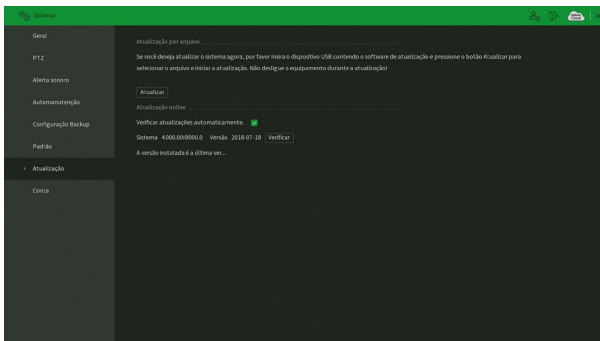 Sistema
Geral
PTZ
Alerta sonoro
Automanutenção
Configuração Backup
Padrão
Atualização
Conta
Atualização por arquivo
Se você deseja atualizar o sistema agora, por favor insira o dispositivo USB contendo o software de atualização e pressione o botão Atualizar para
selecionar o arquivo e iniciar a atualização. Não desligue o equipamento durante a atualização!
Atualizar
Atualização online
Verificar atualizações automaticamente.
Sistema 4.000.00IB000.0 Versão 2018-07-18 Verificar
A versão instalada é a última ver...